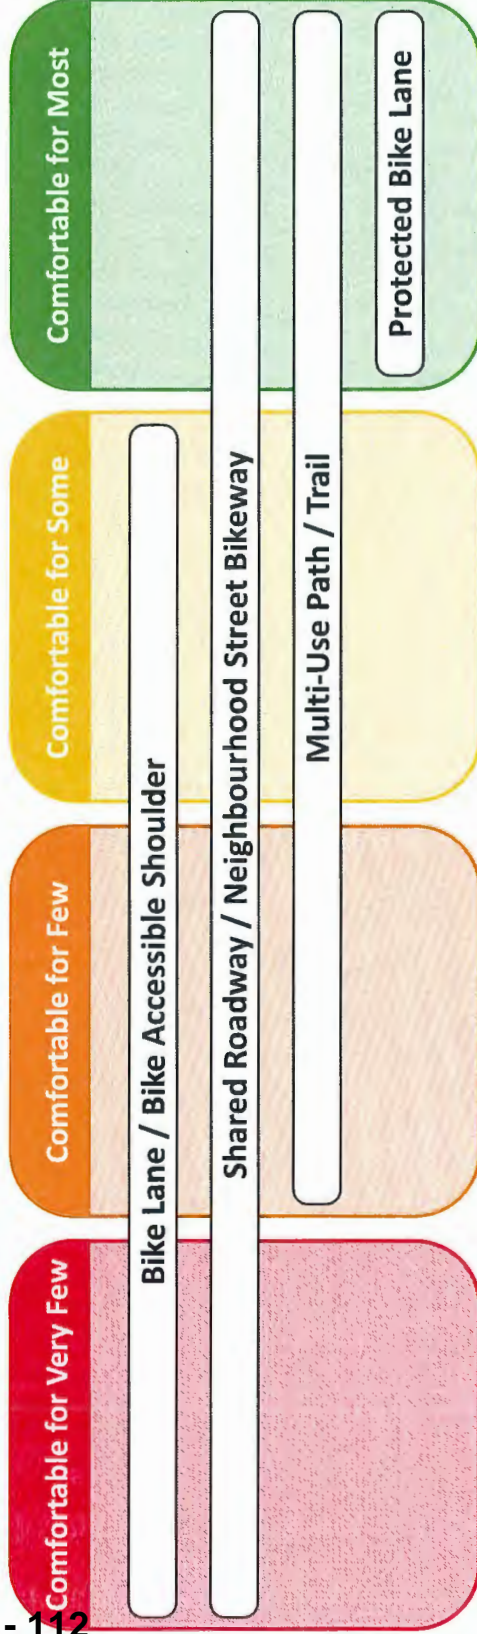 Comfortable for Very Few
Comfortable for Few
Comfortable for Some
Comfortable for Most
Bike Lane / Bike Accessible Shoulder
Shared Roadway / Neighbourhood Street Bikeway
Multi-Use Path / Trail
Protected Bike Lane
- 112